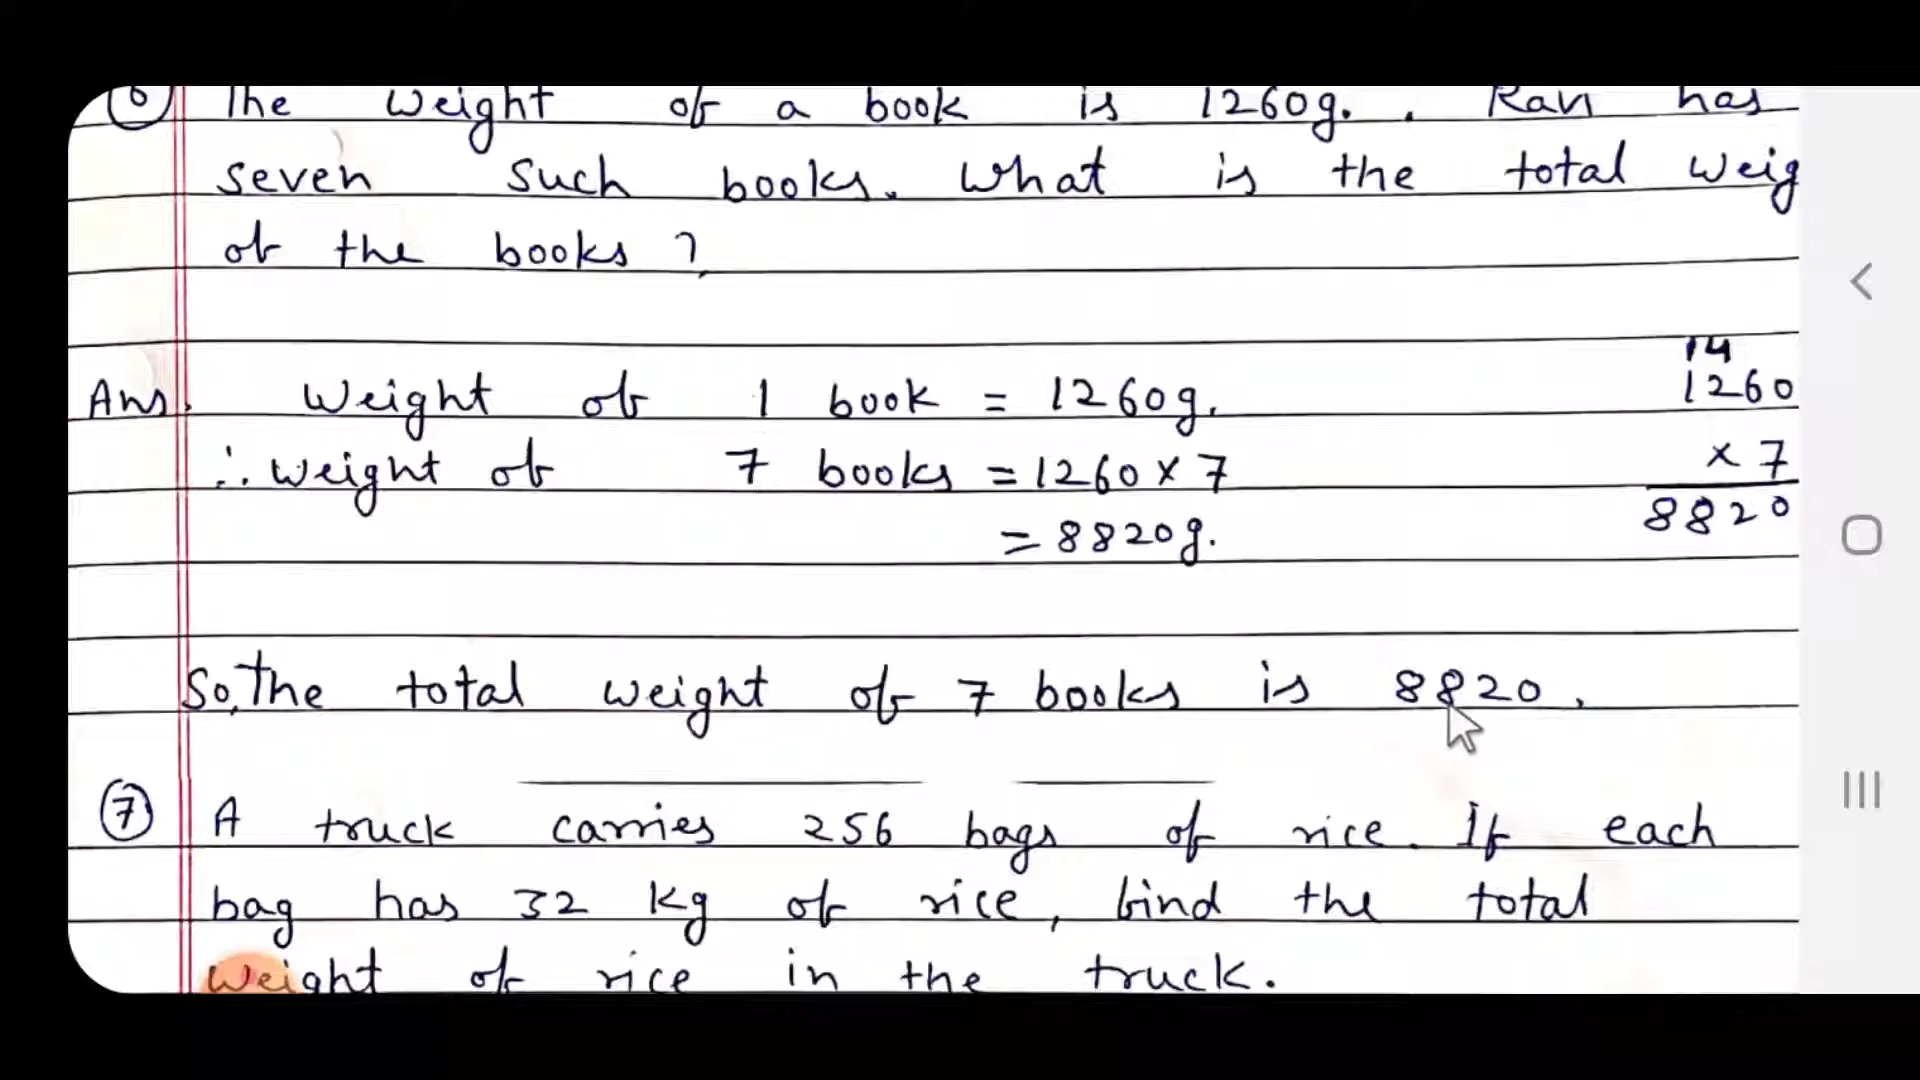 6 The weight of a book is 1260g. . Ravi has
seven such books. What is the total weig
of the books ?
14
1260
Ans. Weight of 1 book = 1260g.
× 7
∴ weight of 7 books = 1260 × 7
8820
= 8820g.
So, the total weight of 7 books is 8820.
7 A truck carries 256 bags of rice. If each
bag has 32 kg of rice, find the total
weight of rice in the truck.